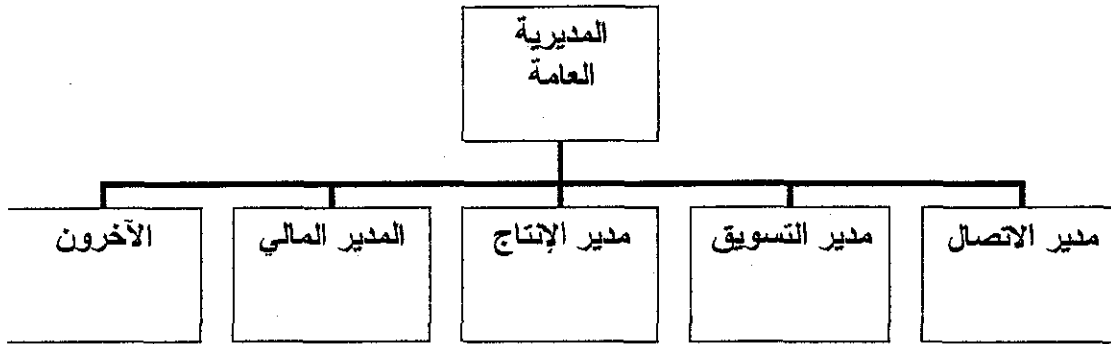 المديرية
العامة
مدير الاتصال
مدير التسويق
مدير الإنتاج
المدير المالي
الآخرون